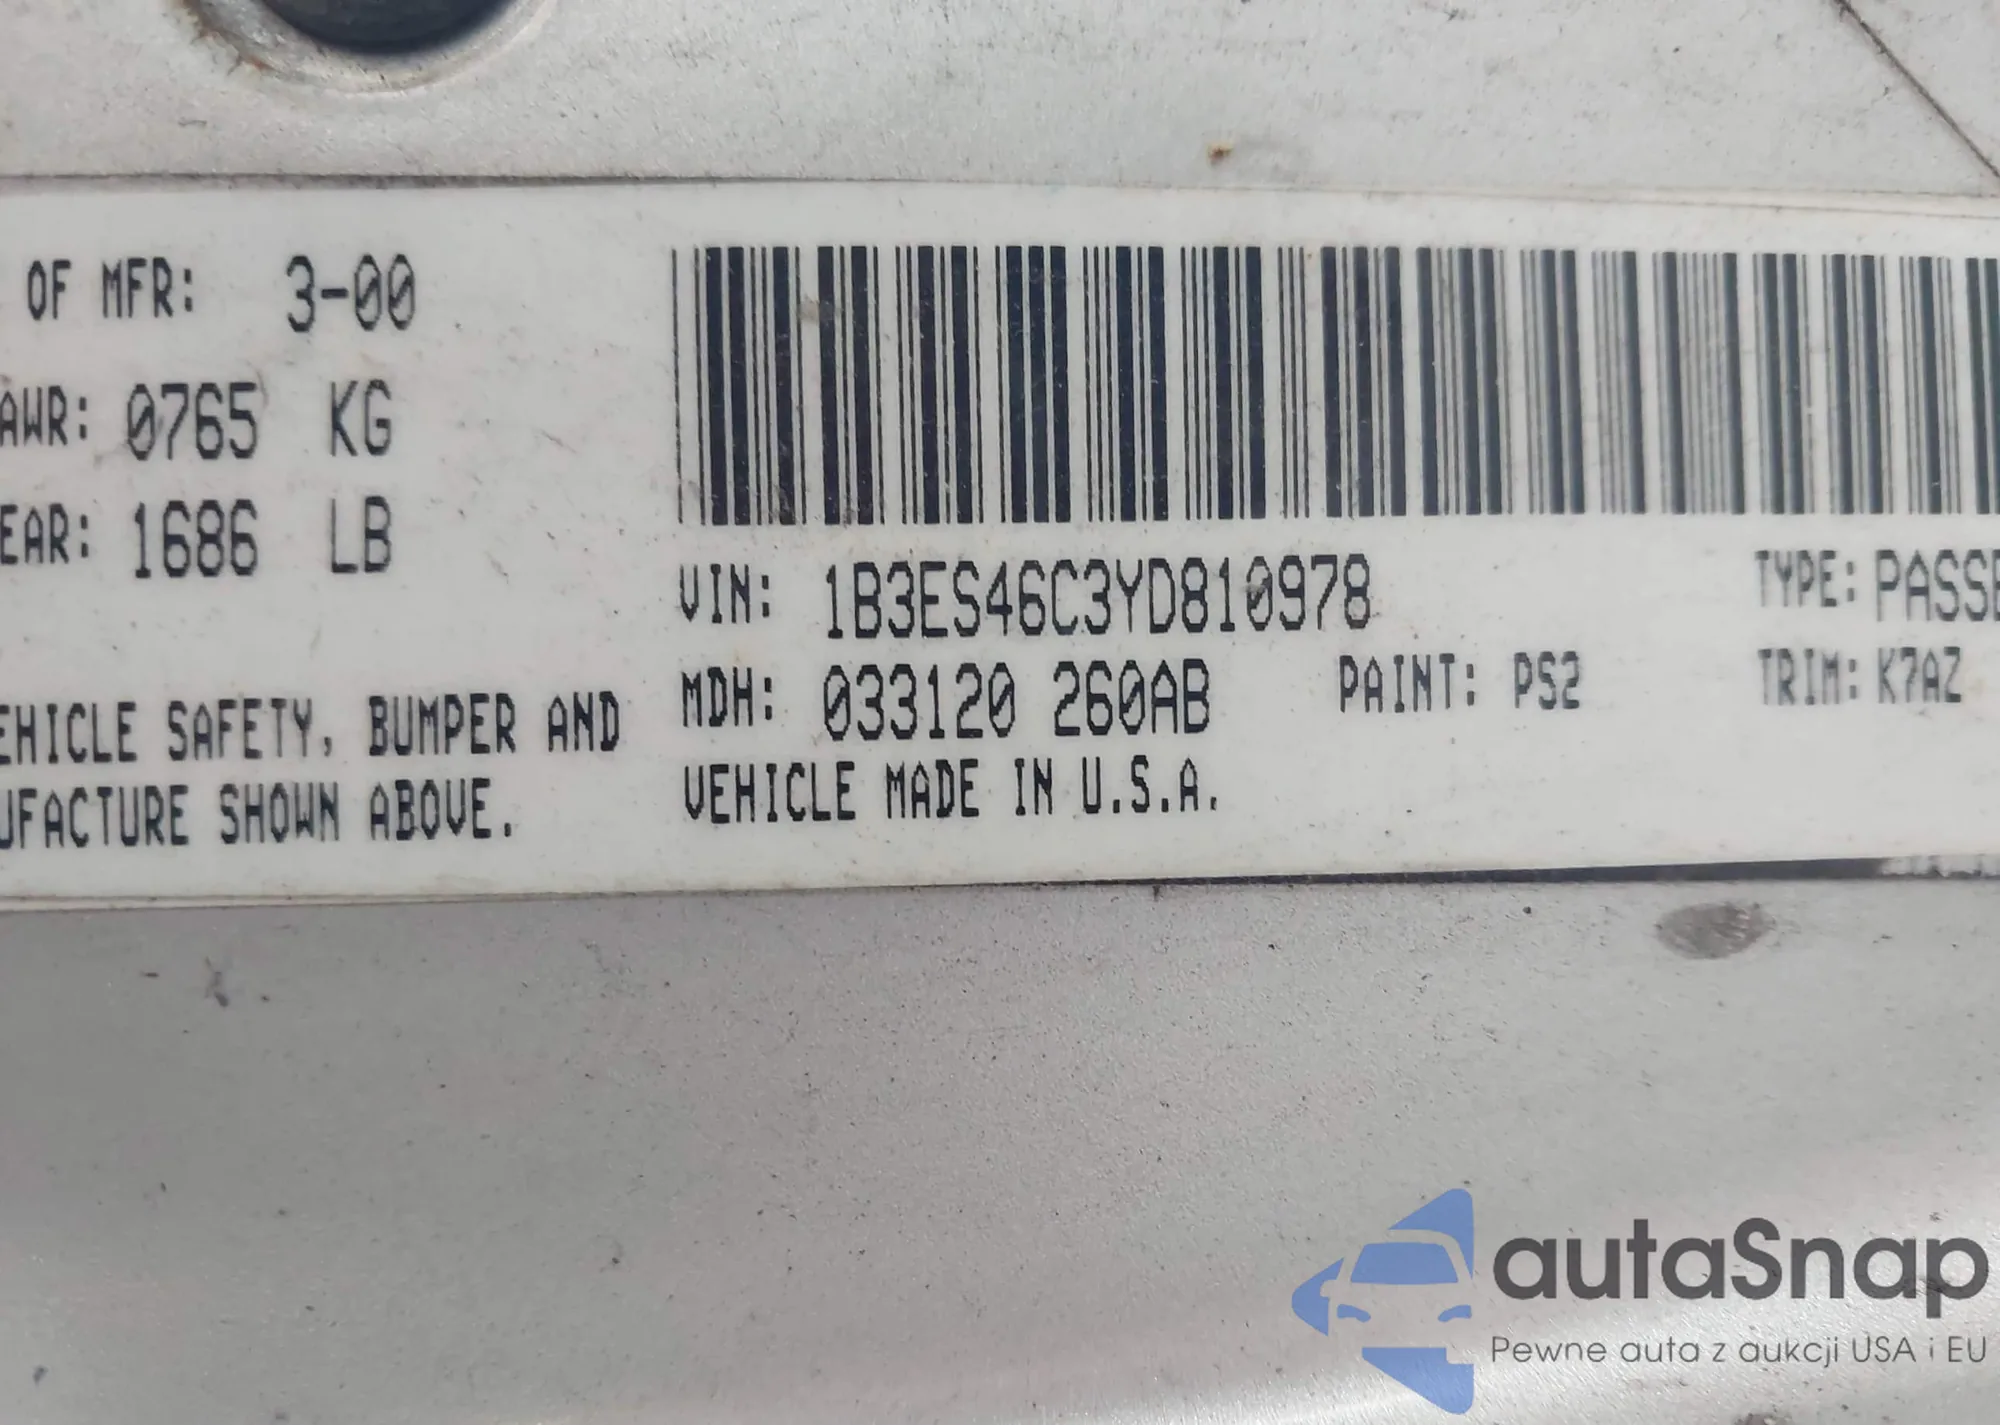 OF MFR: 3-00
AWR: 0765 KG
EAR: 1686 LB
EHICLE SAFETY, BUMPER AND
UFACTURE SHOWN ABOVE.
VIN: 1B3ES46C3YD810978
TYPE: PASSE
MDH: 033120 260AB
PAINT: PS2
TRIM: K7AZ
VEHICLE MADE IN U.S.A.
autaSnap
Pewne auta z aukcji USA i EU